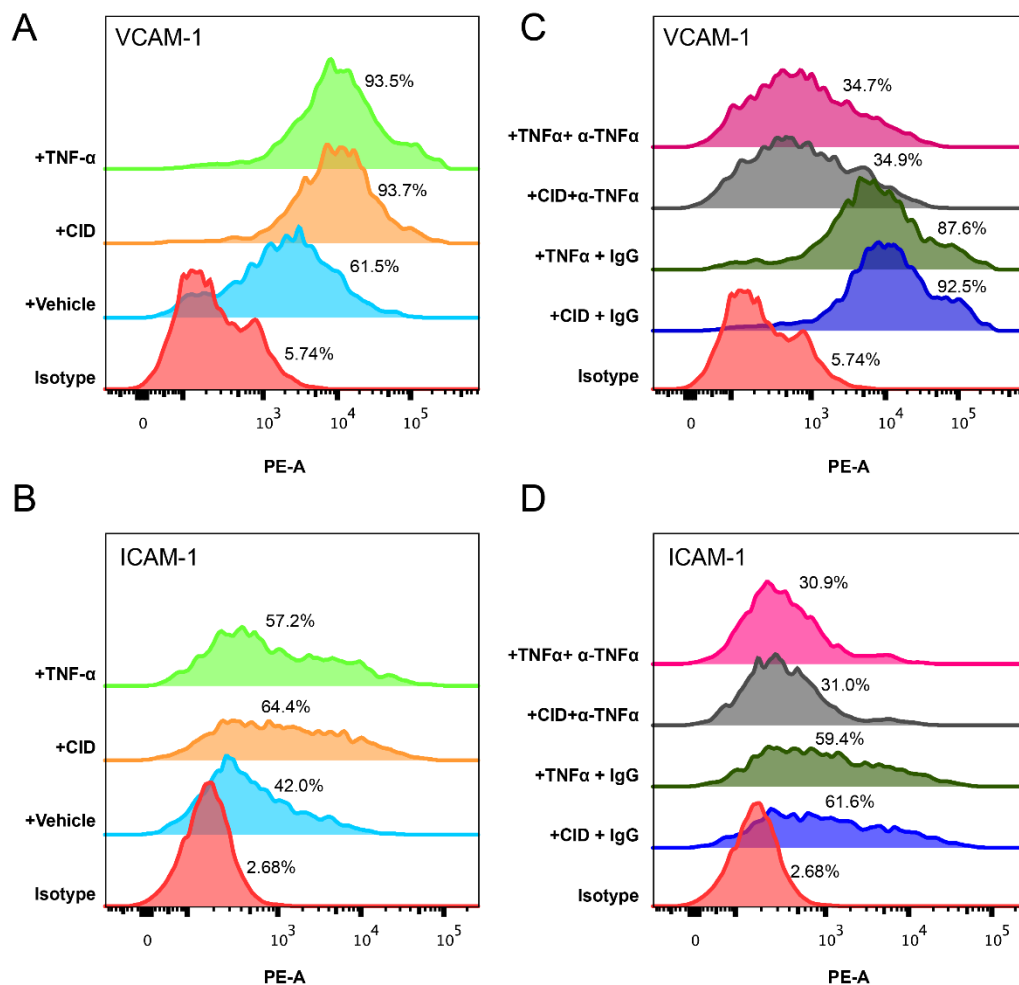 A
VCAM-1
93.5%
+TNF-α
93.7%
+CID
61.5%
+Vehicle
5.74%
Isotype
0 10³ 10⁴ 10⁵
PE-A
C
VCAM-1
34.7%
+TNFα+ α-TNFα
34.9%
+CID+α-TNFα
87.6%
+TNFα + IgG
92.5%
+CID + IgG
5.74%
Isotype
0 10³ 10⁴ 10⁵
PE-A
B
ICAM-1
57.2%
+TNF-α
64.4%
+CID
42.0%
+Vehicle
2.68%
Isotype
0 10³ 10⁴ 10⁵
PE-A
D
ICAM-1
30.9%
+TNFα+ α-TNFα
31.0%
+CID+α-TNFα
59.4%
+TNFα + IgG
61.6%
+CID + IgG
2.68%
Isotype
0 10³ 10⁴ 10⁵
PE-A